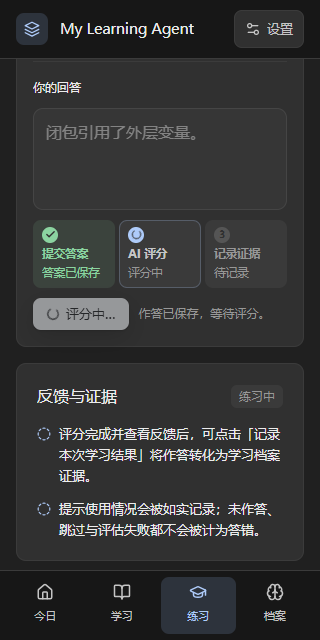 My Learning Agent
设置
你的回答
闭包引用了外层变量。
提交答案
答案已保存
AI 评分
评分中
3
记录证据
待记录
评分中...
作答已保存，等待评分。
反馈与证据
练习中
评分完成并查看反馈后，可点击「记录
本次学习结果」将作答转化为学习档案
证据。
提示使用情况会被如实记录；未作答、
跳过与评估失败都不会被计为答错。
今日
学习
练习
档案